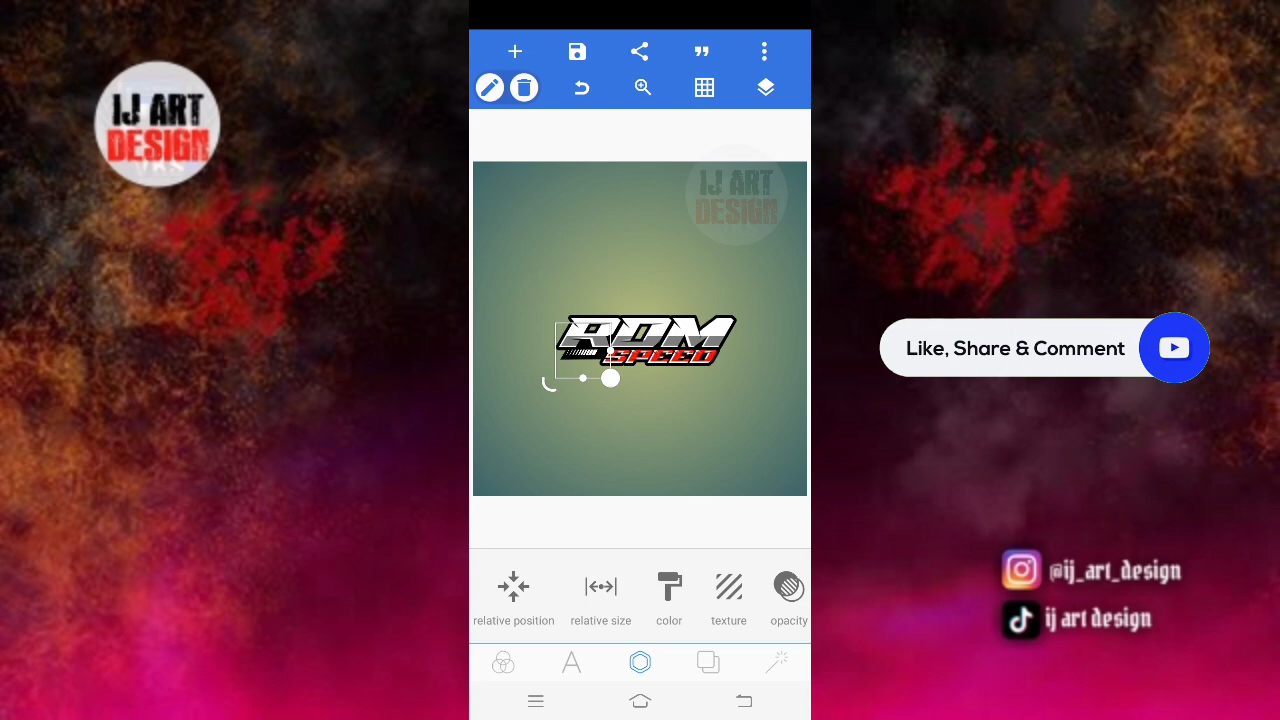 IJ ART
DESIGN
IJ ART
DESIGN
RDM
SPEED
Like, Share & Comment
@ij_art_design
ij art design
relative position
relative size
color
texture
opacity